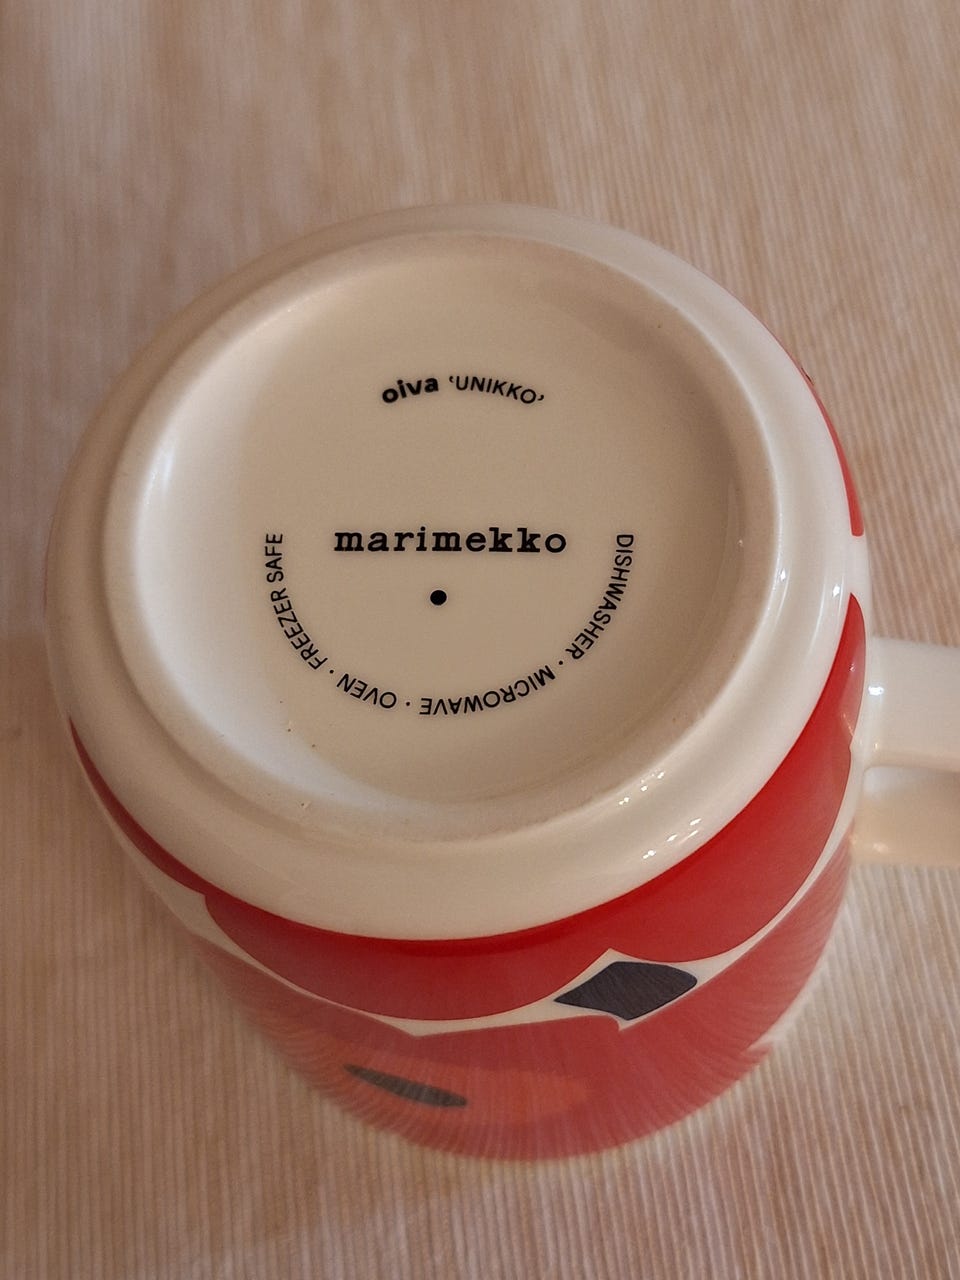 oiva ‘UNIKKO’
marimekko
DISHWASHER · MICROWAVE · OVEN · FREEZER SAFE